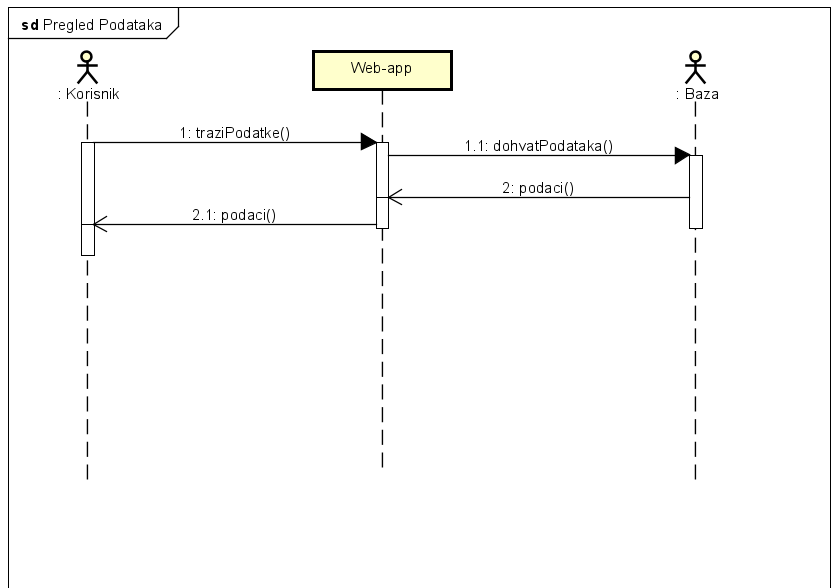 sd Pregled Podataka
: Korisnik
Web-app
: Baza
1: traziPodatke()
1.1: dohvatPodataka()
2: podaci()
2.1: podaci()